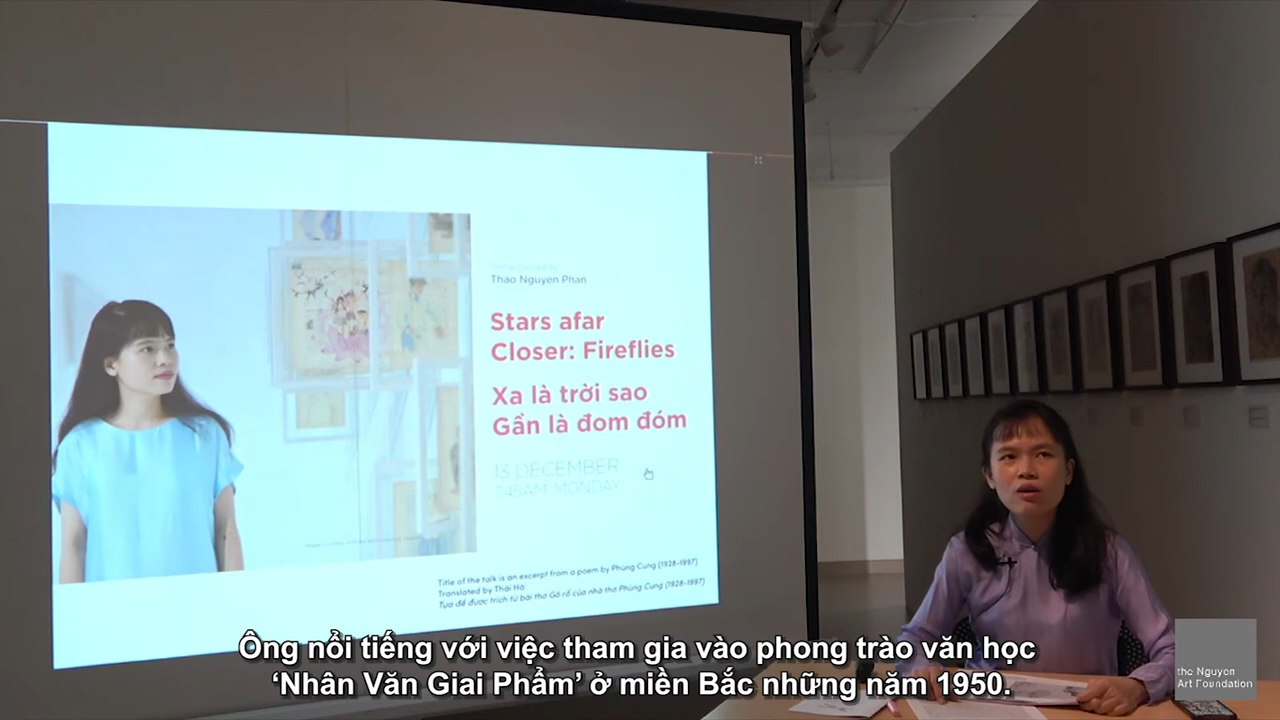 Thao Nguyen Phan
Stars afar
Closer: Fireflies
Xa là trời sao
Gần là đom đóm
13 DECEMBER
MONDAY
Title of the talk is an excerpt from a poem by Phùng Cung (1928-1997)
Translated by Thái Hà
Tựa đề được trích từ bài thơ Gò rổ của nhà thơ Phùng Cung (1928-1997)
Ông nổi tiếng với việc tham gia vào phong trào văn học
‘Nhân Văn Giai Phẩm’ ở miền Bắc những năm 1950.
the Nguyen
Art Foundation